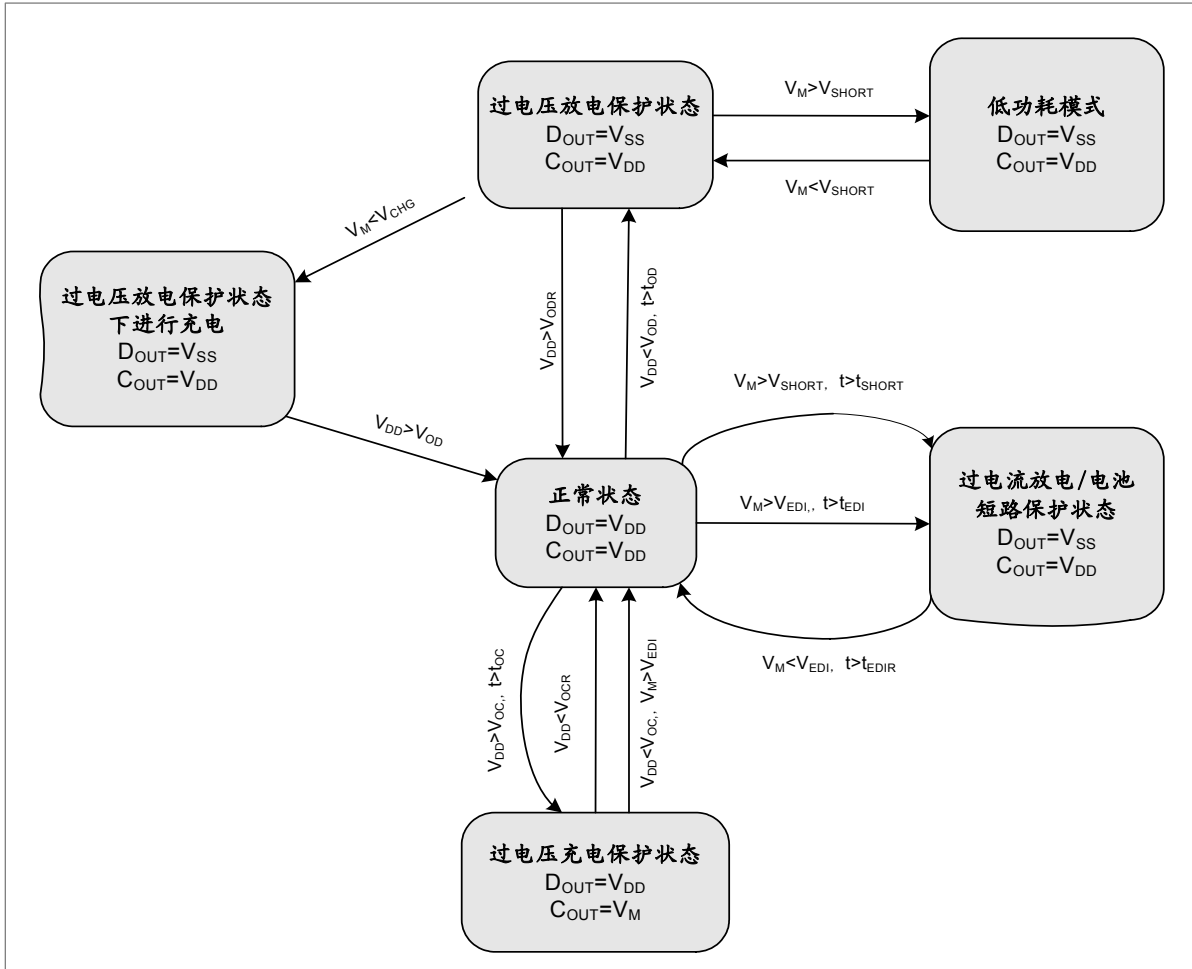 过电压放电保护状态
DOUT=VSS
COUT=VDD
VM>VSHORT
VM<VSHORT
低功耗模式
DOUT=VSS
COUT=VDD
VM<VCHG
过电压放电保护状态
下进行充电
DOUT=VSS
COUT=VDD
VDD>VODR
VDD<VOD, t>tOD
VDD>VOD
VM>VSHORT, t>tSHORT
正常状态
DOUT=VDD
COUT=VDD
VM>VEDI,, t>tEDI
过电流放电/电池
短路保护状态
DOUT=VSS
COUT=VDD
VM<VEDI, t>tEDIR
VDD>VOC,, t>tOC
VDD<VOCR
VDD<VOC,, VM>VEDI
过电压充电保护状态
DOUT=VDD
COUT=VM